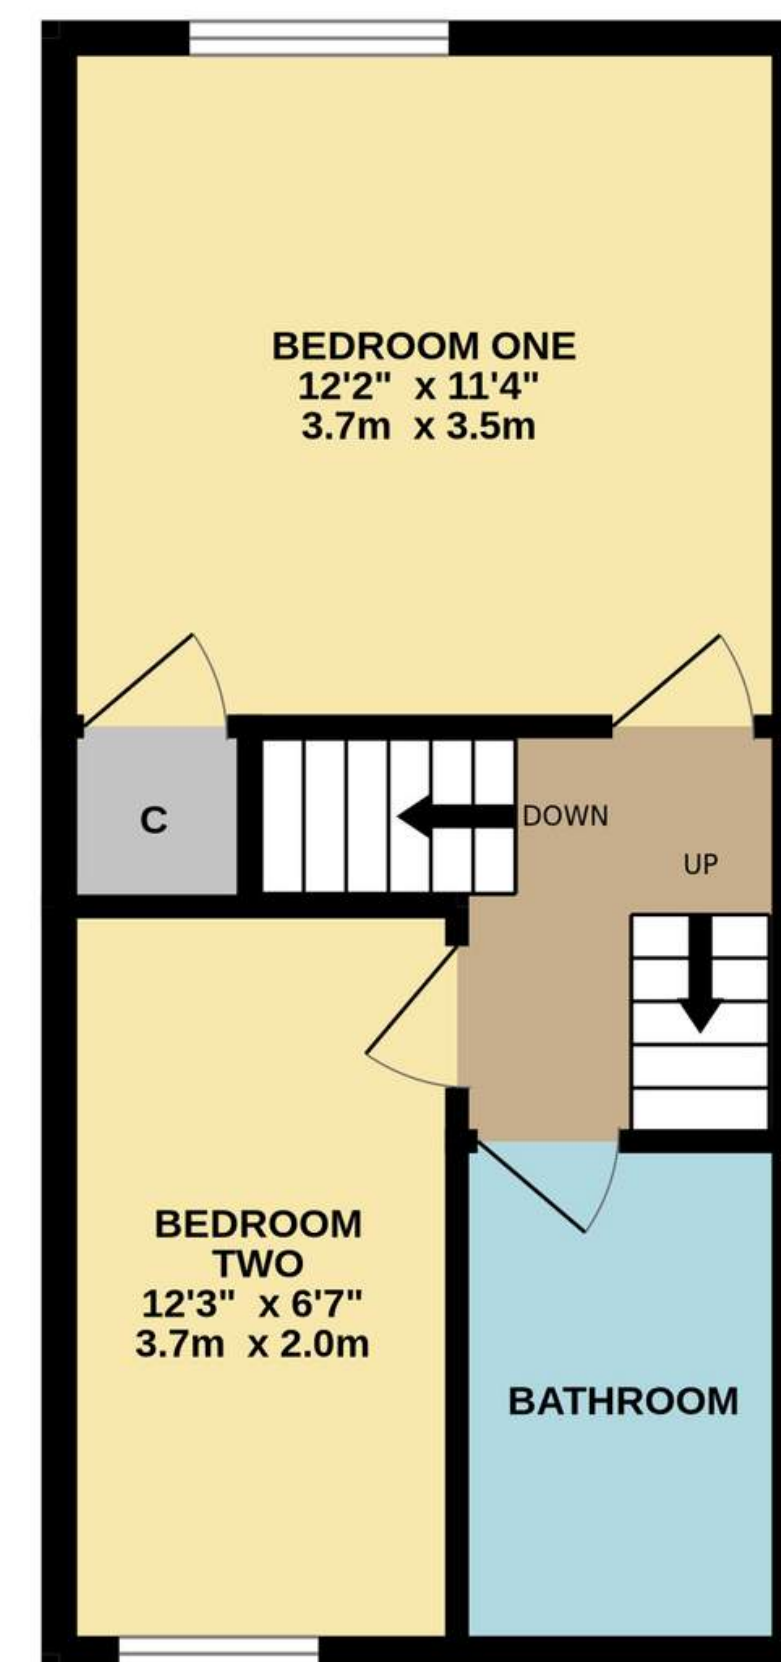 BEDROOM ONE
12'2" x 11'4"
3.7m x 3.5m
C
DOWN
UP
BEDROOM
TWO
12'3" x 6'7"
3.7m x 2.0m
BATHROOM